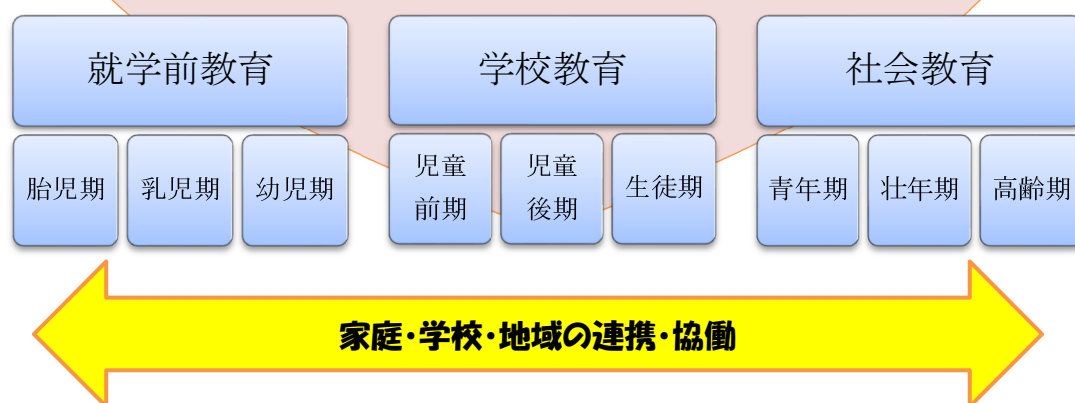 就学前教育
学校教育
社会教育
胎児期
乳児期
幼児期
児童
前期
児童
後期
生徒期
青年期
壮年期
高齢期
家庭・学校・地域の連携・協働